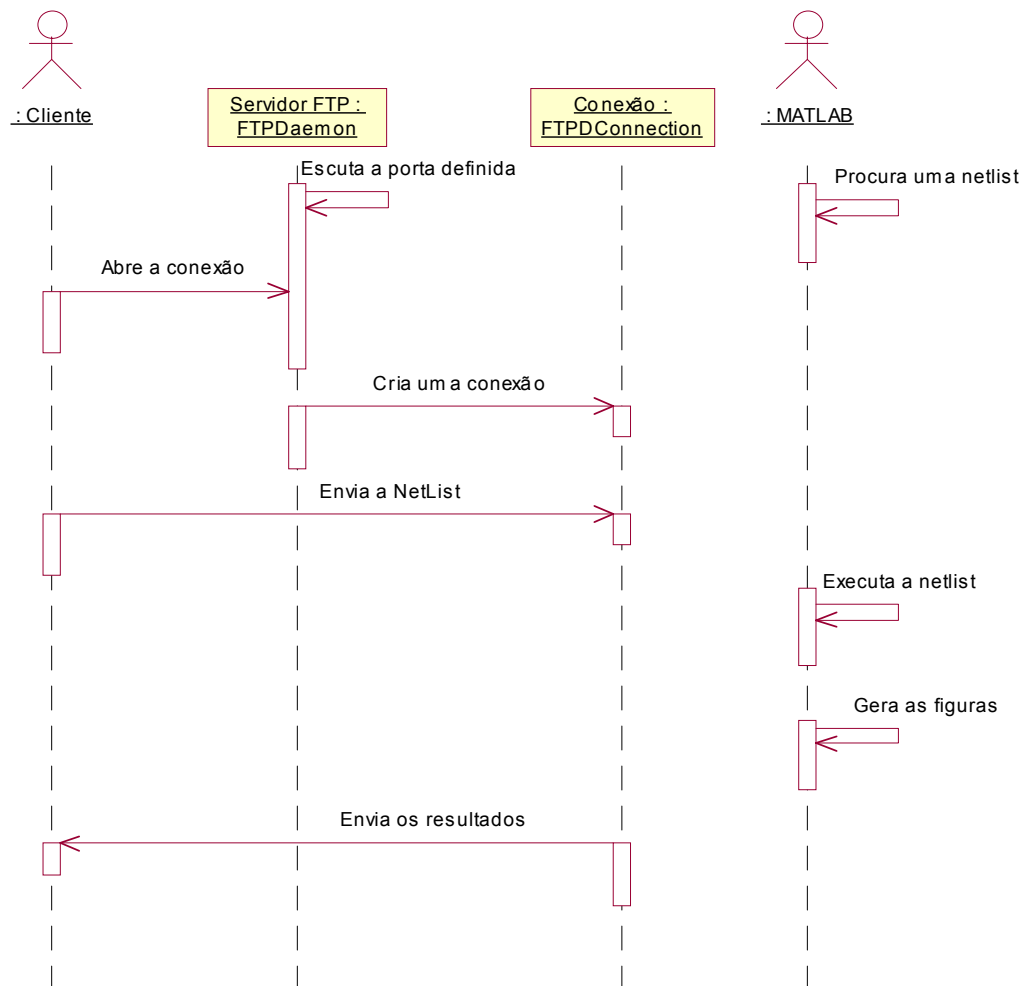 : Cliente
Servidor FTP :
FTPDaemon
Conexão :
FTPDConnection
: MATLAB
Escuta a porta definida
Procura uma netlist
Abre a conexão
Cria uma conexão
Envia a NetList
Executa a netlist
Gera as figuras
Envia os resultados